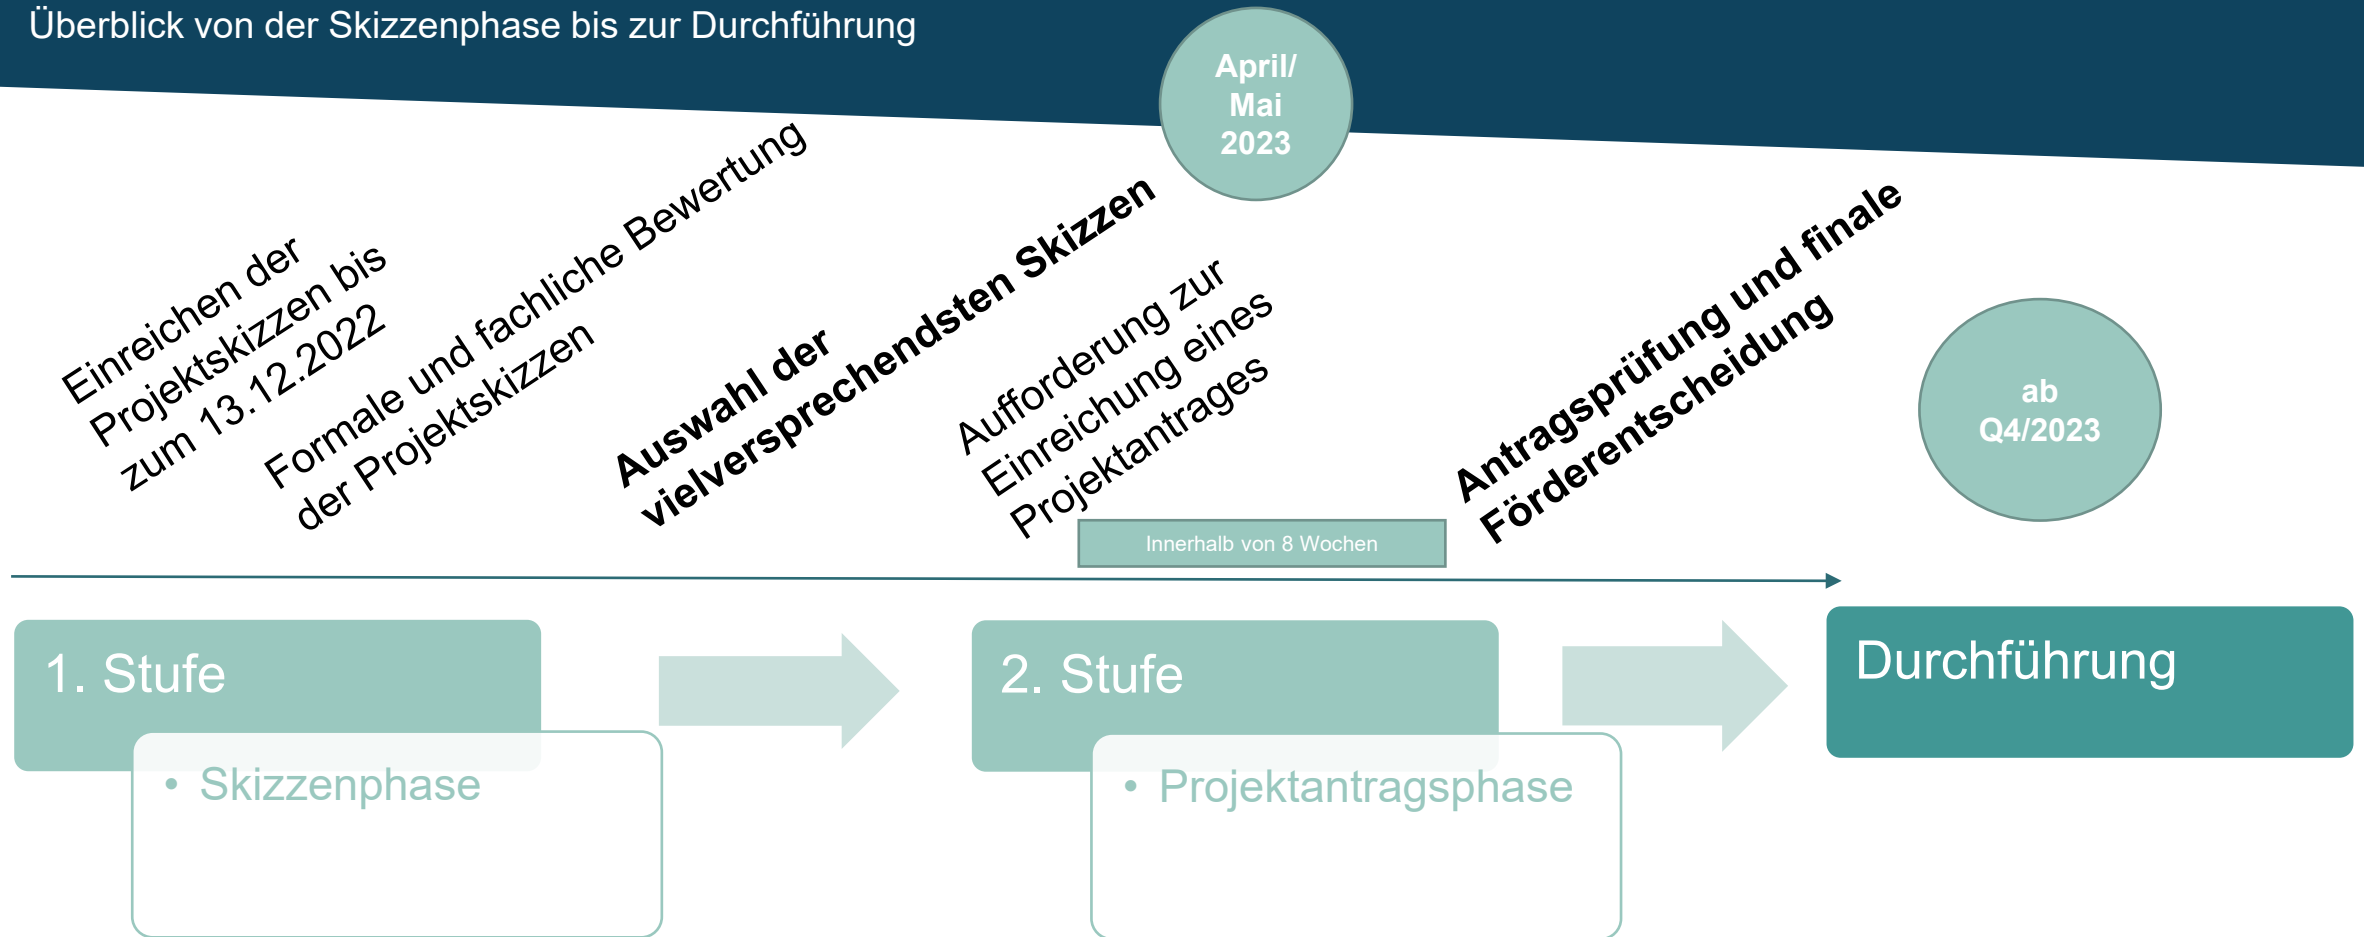 Überblick von der Skizzenphase bis zur Durchführung
April/
Mai
2023
Einreichen der
Projektskizzen bis
zum 13.12.2022
Formale und fachliche Bewertung
der Projektskizzen
Auswahl der
vielversprechendsten Skizzen
Aufforderung zur
Einreichung eines
Projektantrages
Innerhalb von 8 Wochen
Antragsprüfung und finale
Förderentscheidung
ab
Q4/2023
1. Stufe
• Skizzenphase
2. Stufe
• Projektantragsphase
Durchführung